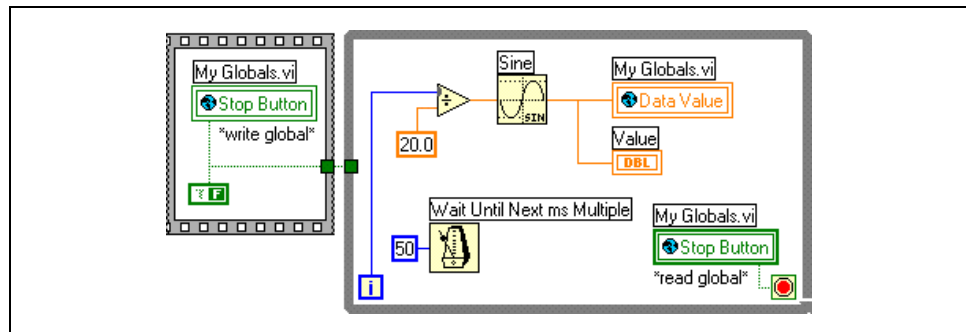 My Globals.vi
Stop Button
*write global*
F
Sine
SIN
÷
20.0
My Globals.vi
Data Value
Value
DBL
Wait Until Next ms Multiple
50
i
My Globals.vi
Stop Button
*read global*